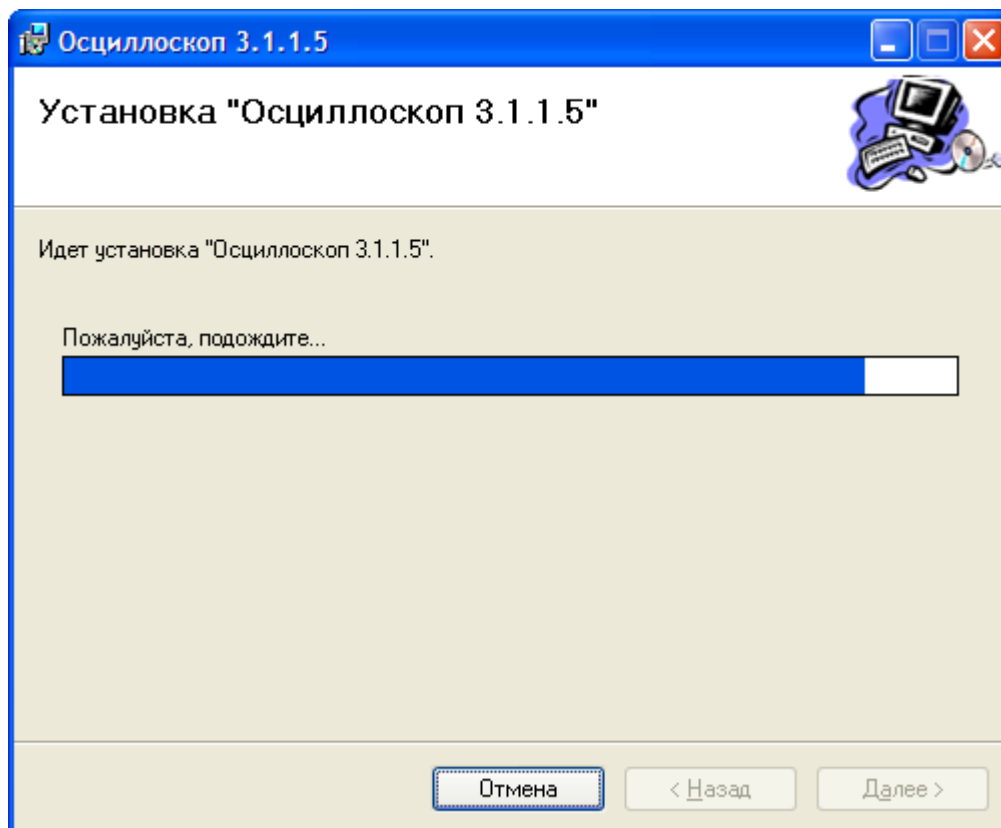 Осциллоскоп 3.1.1.5
Установка "Осциллоскоп 3.1.1.5"
Идет установка "Осциллоскоп 3.1.1.5".
Пожалуйста, подождите...
Отмена
< Назад
Далее >